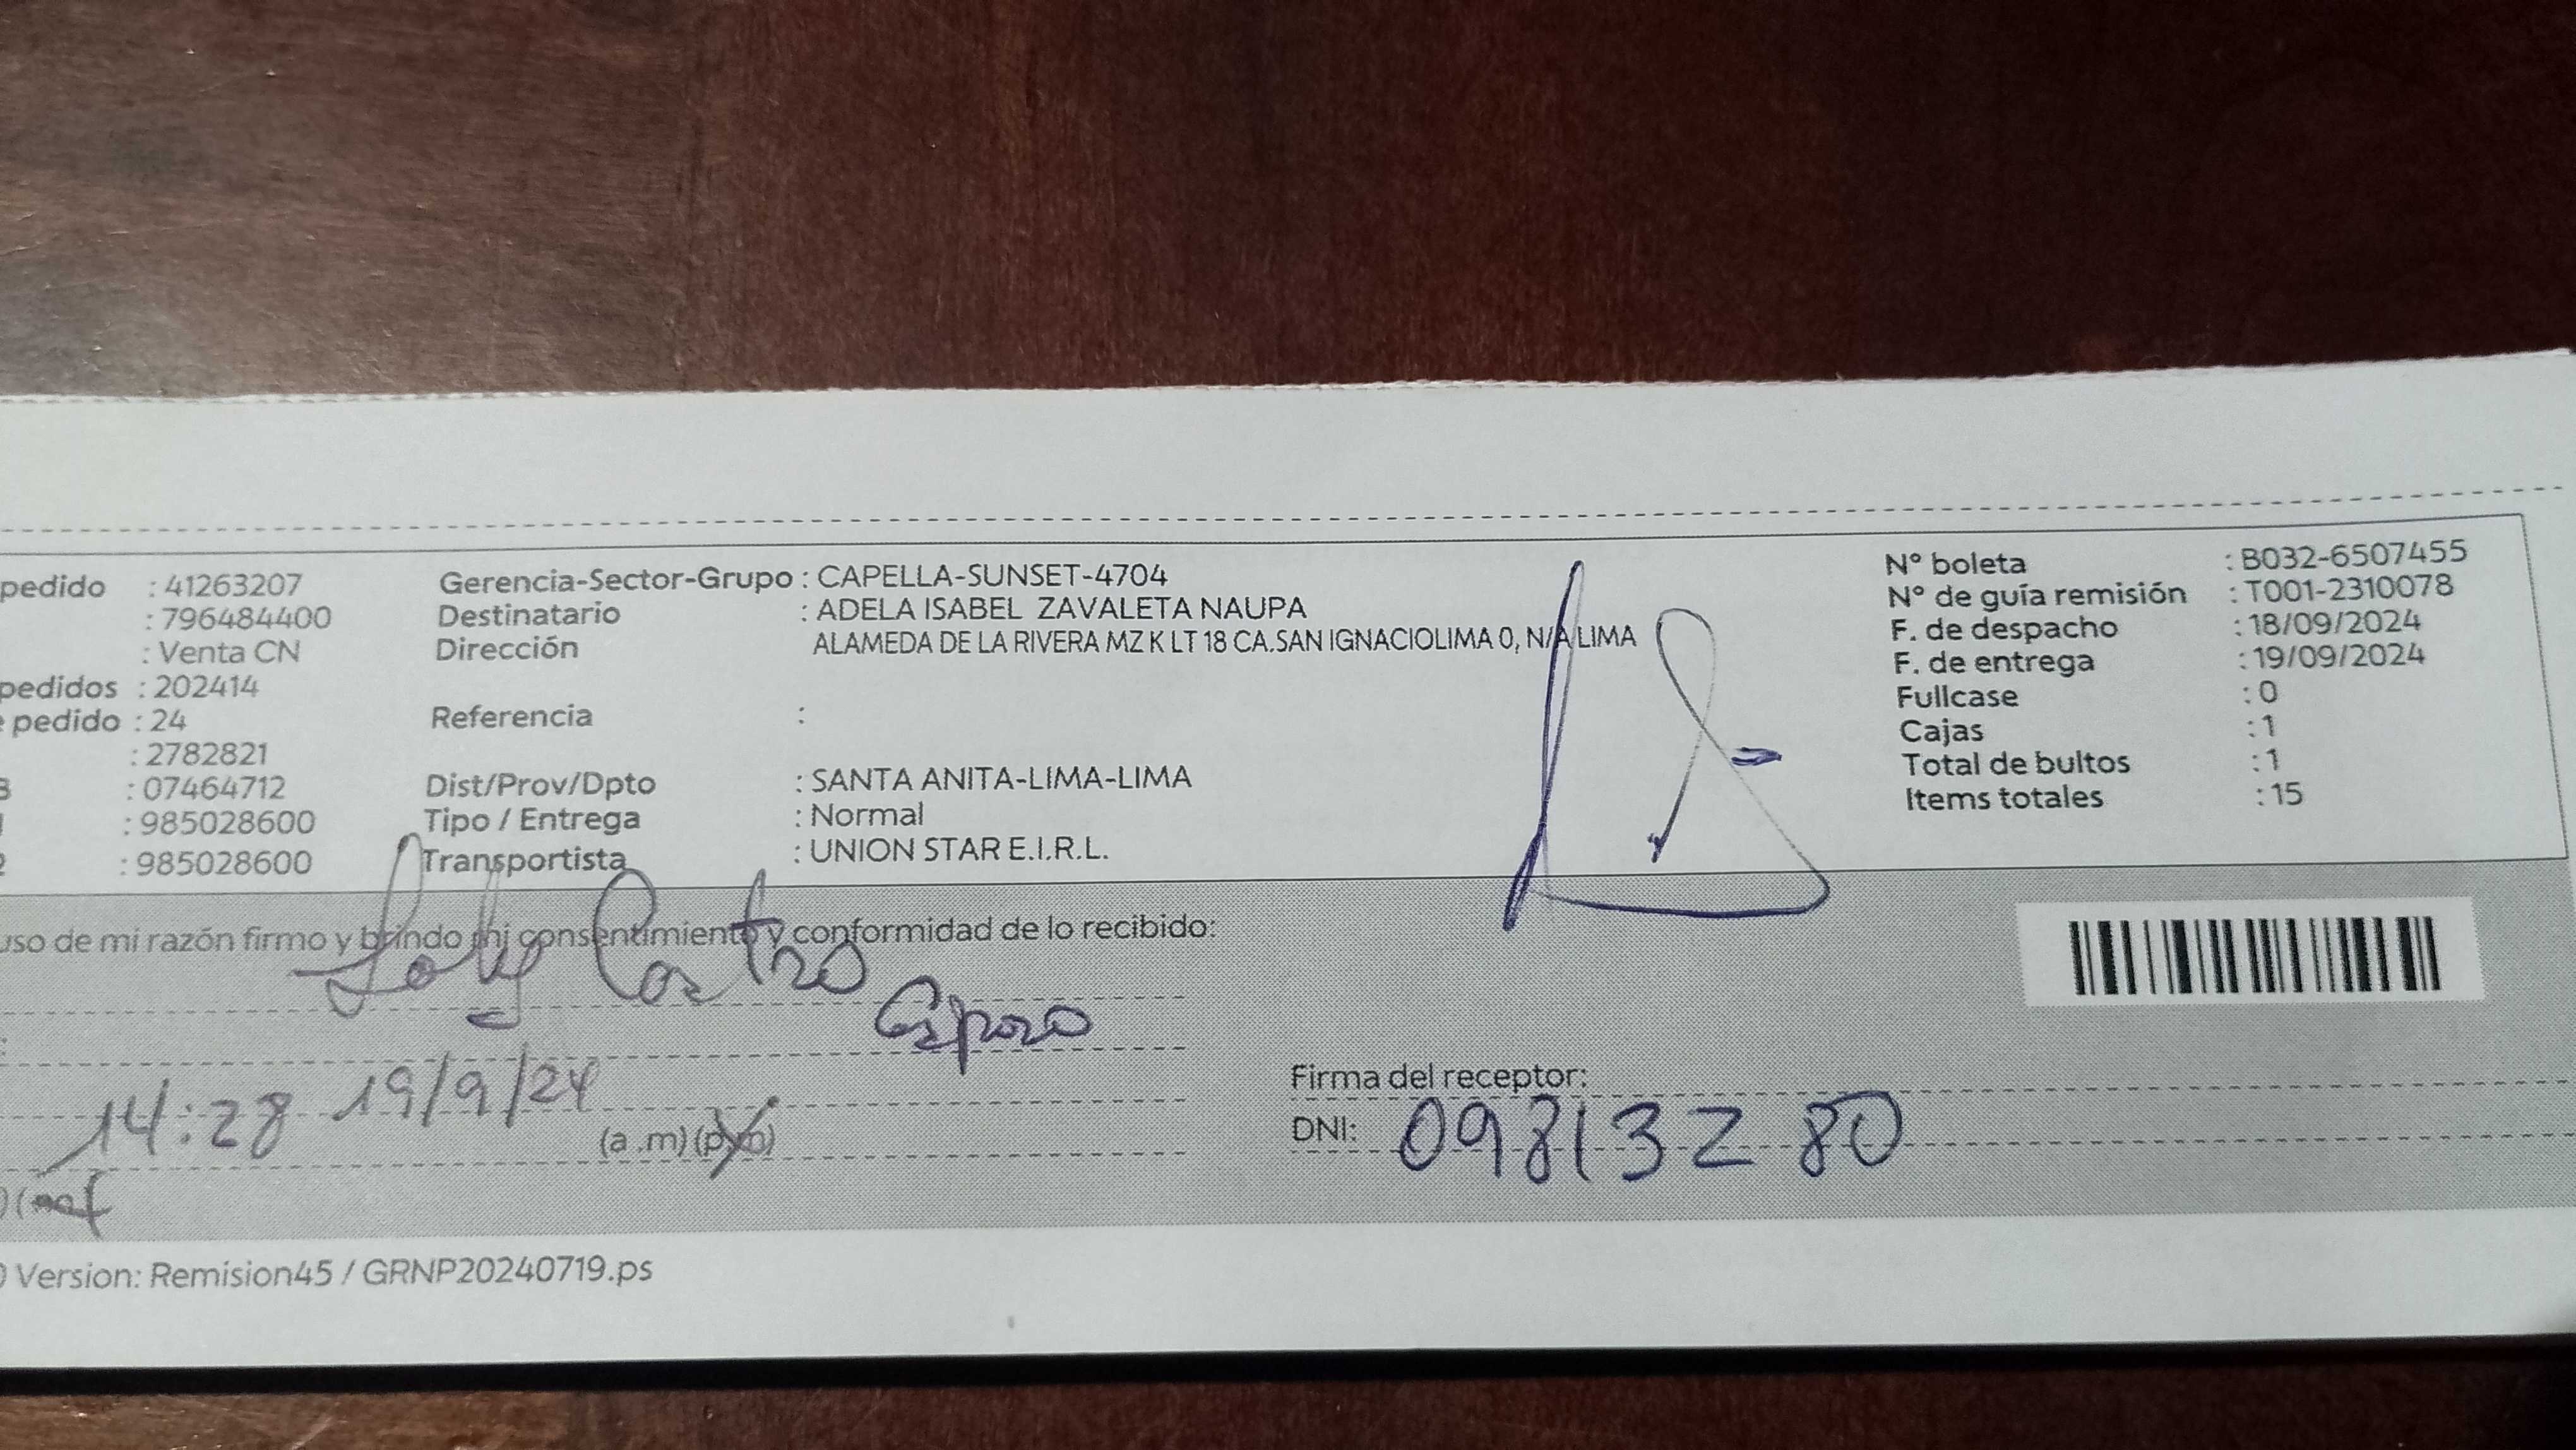 pedido : 41263207 Gerencia-Sector-Grupo : CAPELLA-SUNSET-4704 N° boleta : B032-6507455
: 796484400 Destinatario : ADELA ISABEL ZAVALETA NAUPA N° de guía remisión : T001-2310078
: Venta CN Dirección ALAMEDA DE LA RIVERA MZ K LT 18 CA.SAN IGNACIOLIMA 0, N/A LIMA F. de despacho : 18/09/2024
F. de entrega : 19/09/2024
pedidos : 202414 Fullcase : 0
pedido : 24 Referencia : Cajas : 1
: 2782821 Total de bultos : 1
: 07464712 Dist/Prov/Dpto : SANTA ANITA-LIMA-LIMA Items totales : 15
: 985028600 Tipo / Entrega : Normal
2 : 985028600 Transportista : UNION STAR E.I.R.L.
uso de mi razón firmo y brindo mi consentimiento y conformidad de lo recibido:
Castro
Esposo
14:28 19/9/24
(a .m) (p.m)
Firma del receptor:
DNI: 09813280
Version: Remision45 / GRNP20240719.ps